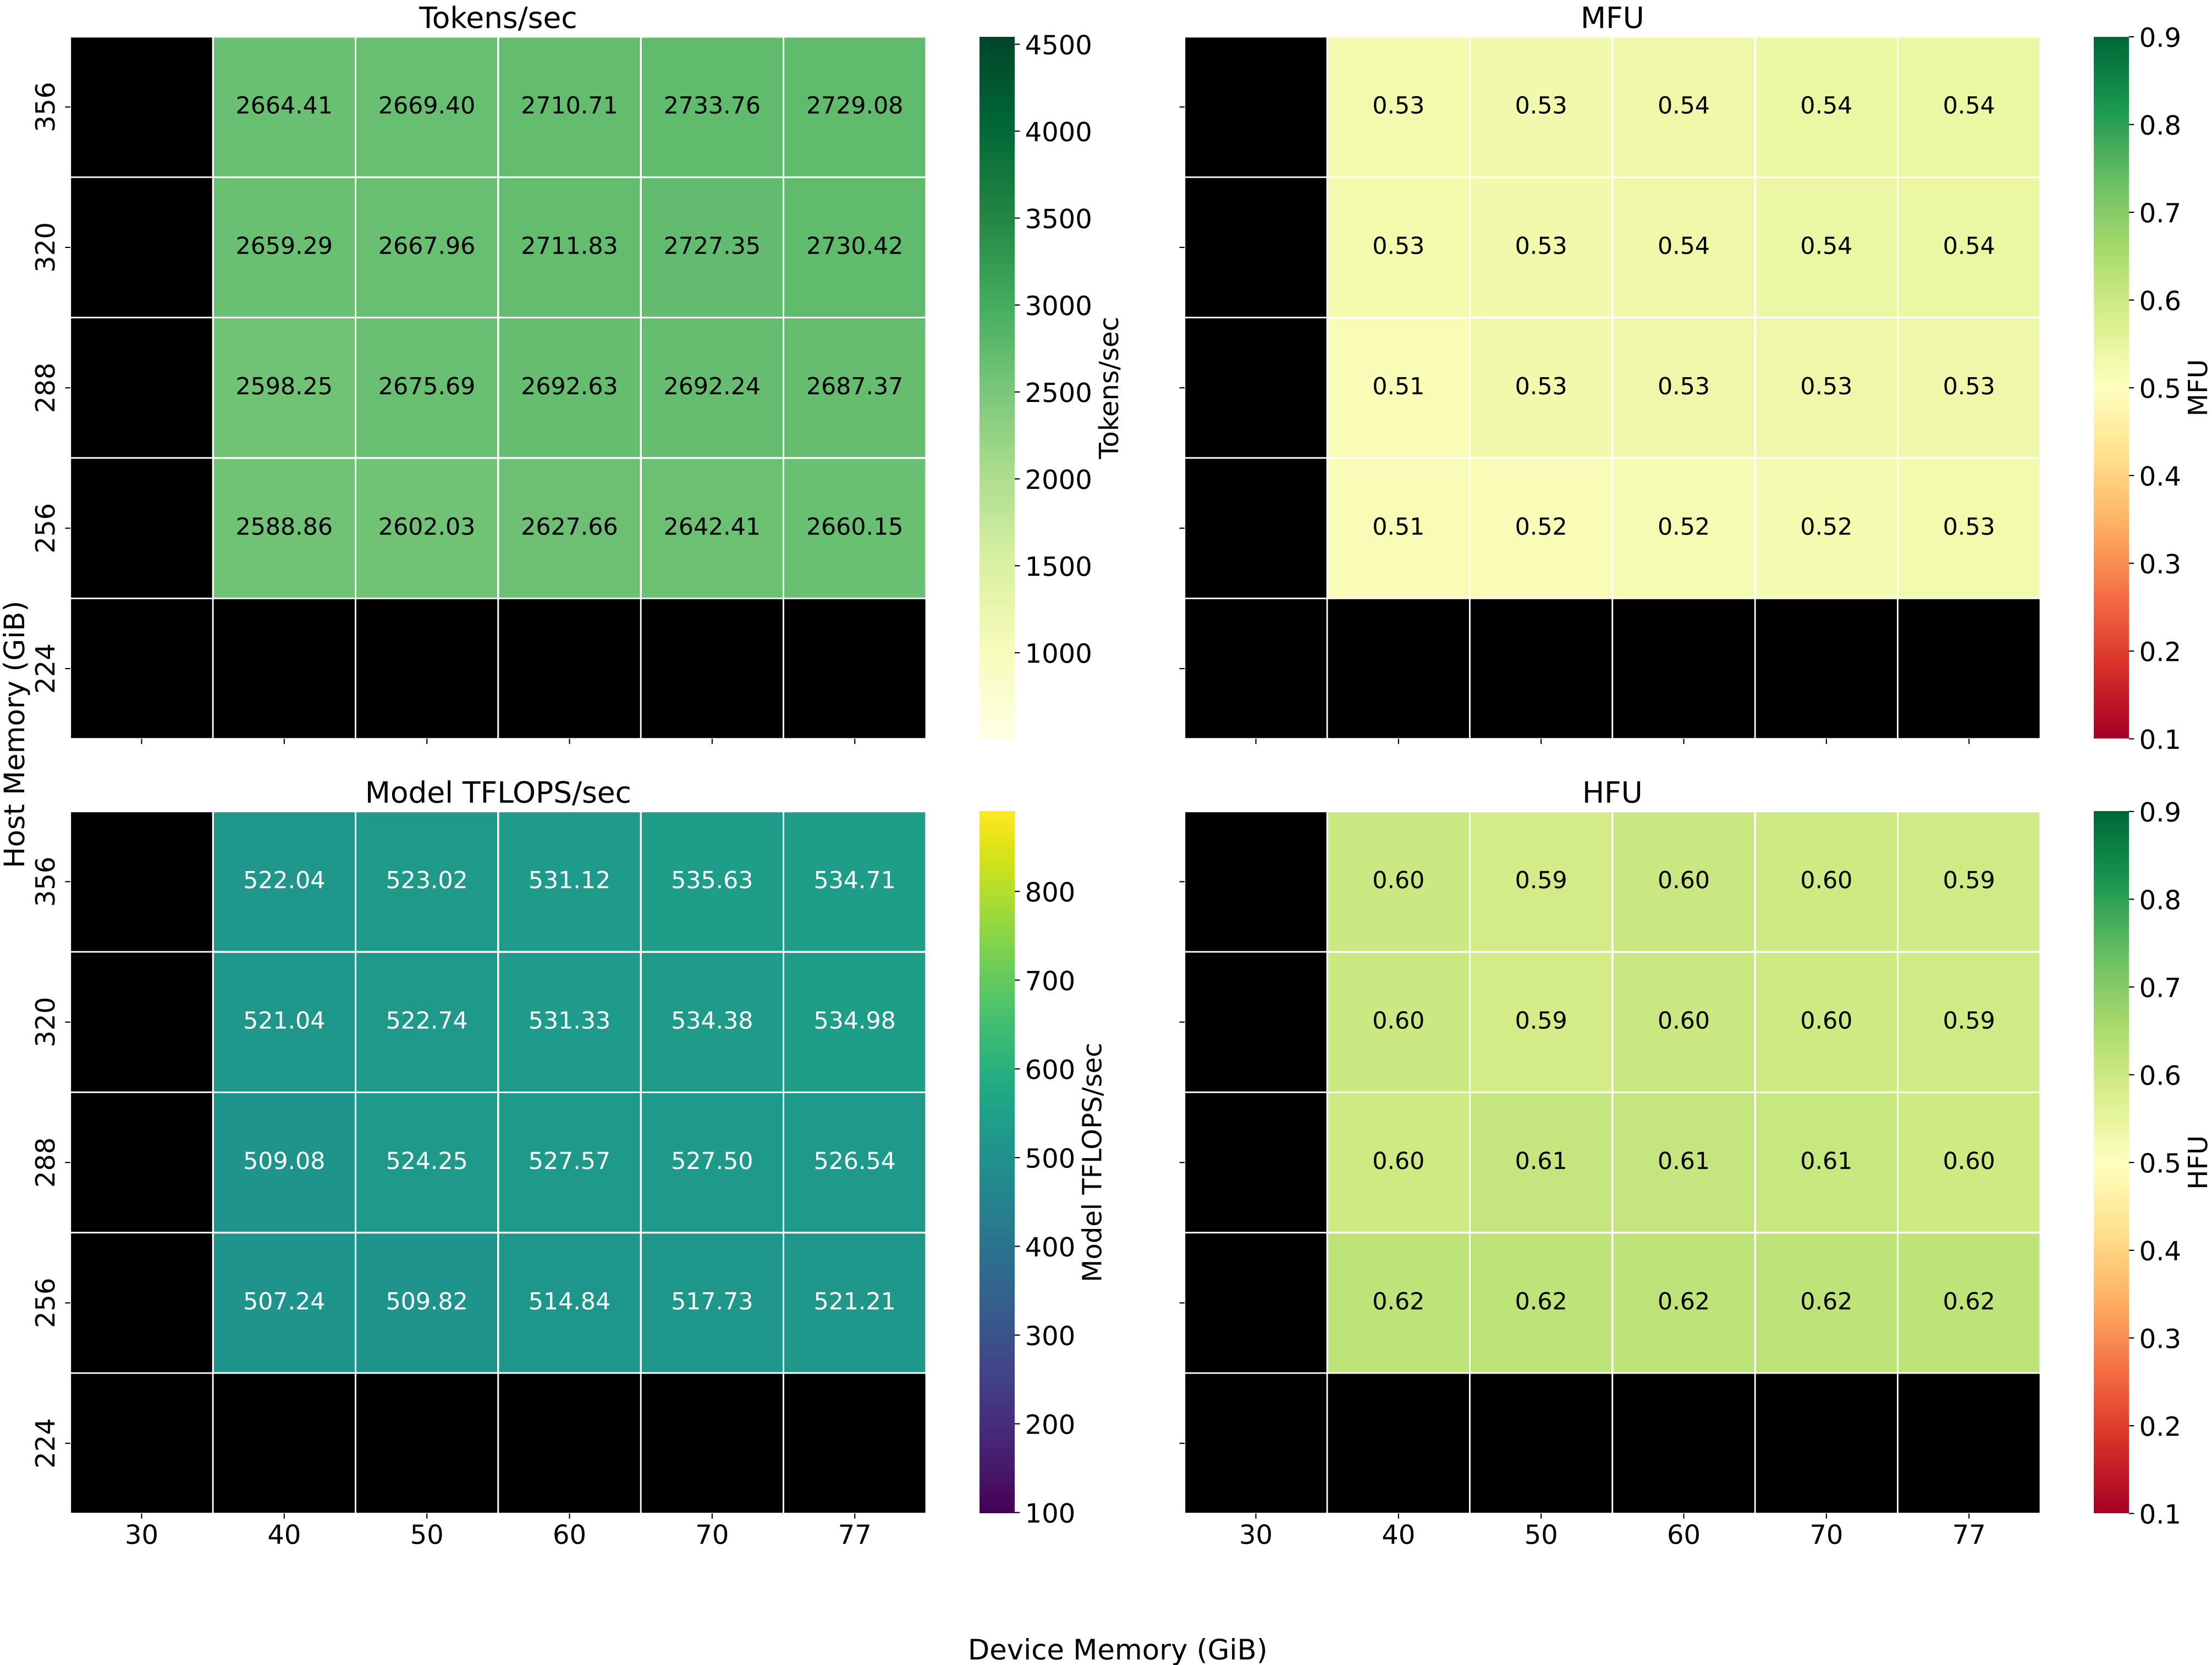 Tokens/sec
356
2664.41 2669.40 2710.71 2733.76 2729.08
320
2659.29 2667.96 2711.83 2727.35 2730.42
288
2598.25 2675.69 2692.63 2692.24 2687.37
256
2588.86 2602.03 2627.66 2642.41 2660.15
224
4500
4000
3500
3000
2500
2000
1500
1000
Tokens/sec
MFU
0.53 0.53 0.54 0.54 0.54
0.53 0.53 0.54 0.54 0.54
0.51 0.53 0.53 0.53 0.53
0.51 0.52 0.52 0.52 0.53
0.9
0.8
0.7
0.6
0.5
0.4
0.3
0.2
0.1
MFU
Host Memory (GiB)
Model TFLOPS/sec
356
522.04 523.02 531.12 535.63 534.71
320
521.04 522.74 531.33 534.38 534.98
288
509.08 524.25 527.57 527.50 526.54
256
507.24 509.82 514.84 517.73 521.21
224
30 40 50 60 70 77
800
700
600
500
400
300
200
100
Model TFLOPS/sec
HFU
0.60 0.59 0.60 0.60 0.59
0.60 0.59 0.60 0.60 0.59
0.60 0.61 0.61 0.61 0.60
0.62 0.62 0.62 0.62 0.62
30 40 50 60 70 77
0.9
0.8
0.7
0.6
0.5
0.4
0.3
0.2
0.1
HFU
Device Memory (GiB)